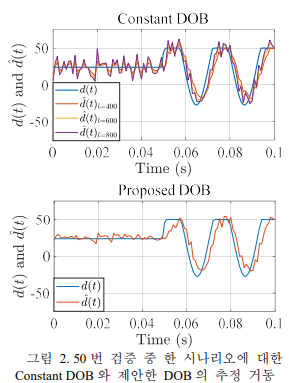 Constant DOB
d(t) and d̂(t)
50
0
-50
d(t)
d̂(t)l=400
d̂(t)l=600
d̂(t)l=800
0 0.02 0.04 0.06 0.08 0.1
Time (s)
Proposed DOB
d(t) and d̂(t)
50
0
-50
d(t)
d̂(t)
0 0.02 0.04 0.06 0.08 0.1
Time (s)
그림 2. 50 번 검증 중 한 시나리오에 대한
Constant DOB 와 제안한 DOB 의 추정 거동